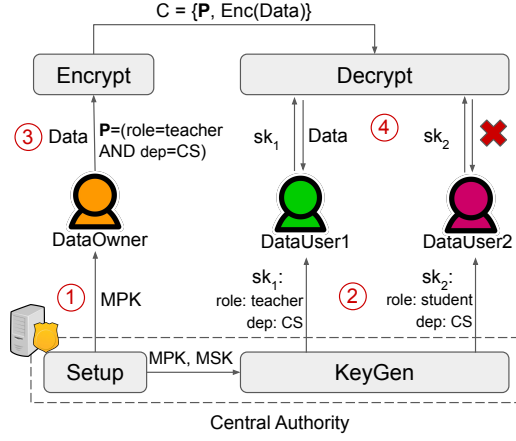 C = {P, Enc(Data)}
Encrypt
Decrypt
3
Data
P=(role=teacher
AND dep=CS)
sk1
Data
4
sk2
DataOwner
DataUser1
DataUser2
1
MPK
sk1:
role: teacher
dep: CS
2
sk2:
role: student
dep: CS
Setup
MPK, MSK
KeyGen
Central Authority